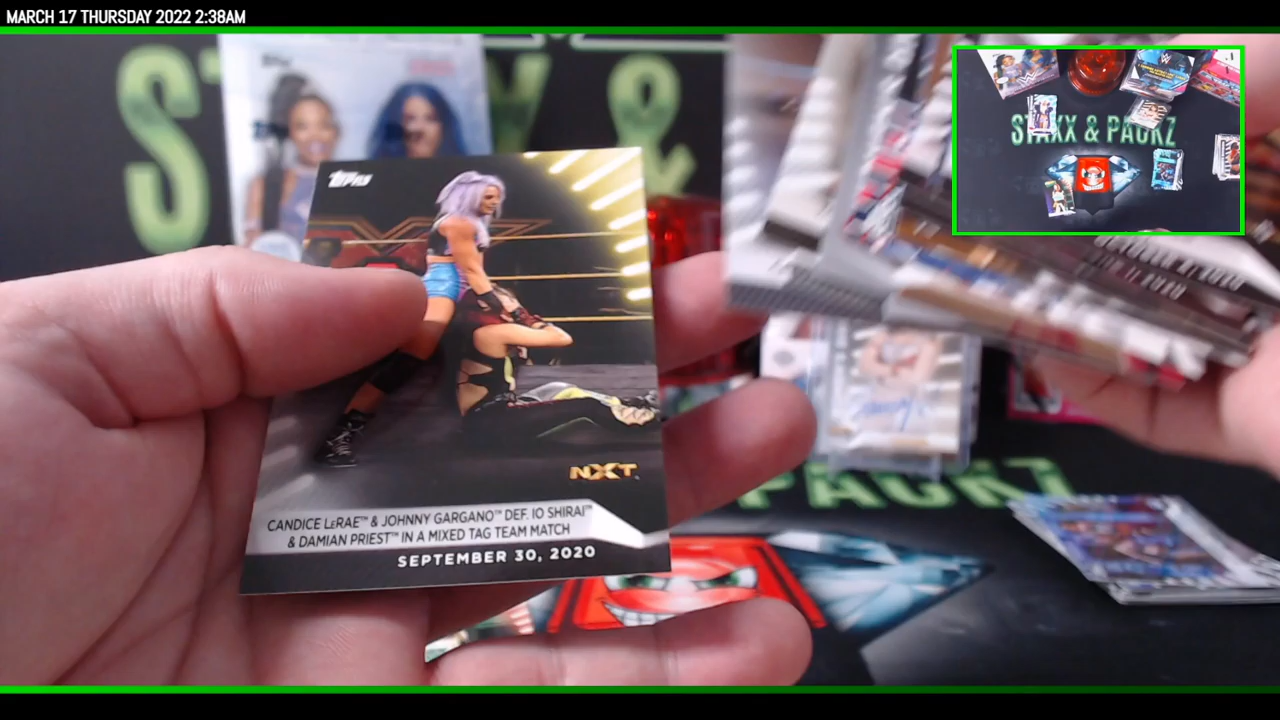 MARCH 17 THURSDAY 2022 2:38AM
STAXX & PACKZ
Topps
NXT
CANDICE LERAE™ & JOHNNY GARGANO™ DEF. IO SHIRAI™
& DAMIAN PRIEST™ IN A MIXED TAG TEAM MATCH
SEPTEMBER 30, 2020
PACKZ